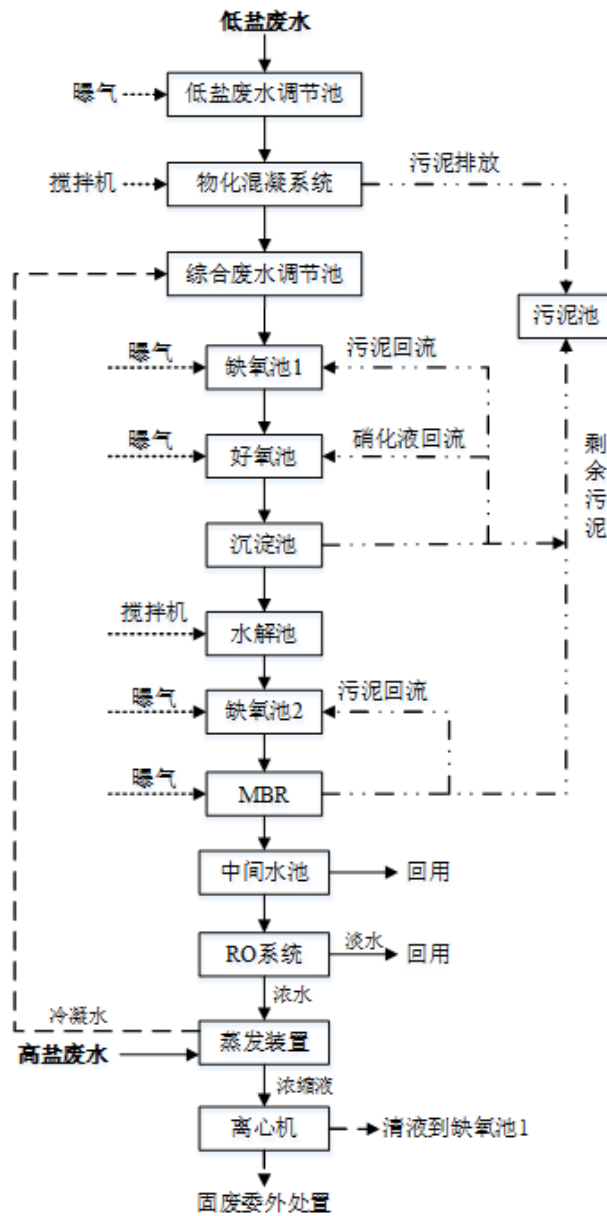 低盐废水
曝气
低盐废水调节池
搅拌机
物化混凝系统
污泥排放
综合废水调节池
污泥池
曝气
缺氧池1
污泥回流
曝气
好氧池
硝化液回流
剩余污泥
沉淀池
搅拌机
水解池
曝气
缺氧池2
污泥回流
曝气
MBR
中间水池
回用
RO系统
淡水
回用
浓水
冷凝水
高盐废水
蒸发装置
浓缩液
离心机
清液到缺氧池1
固废委外处置